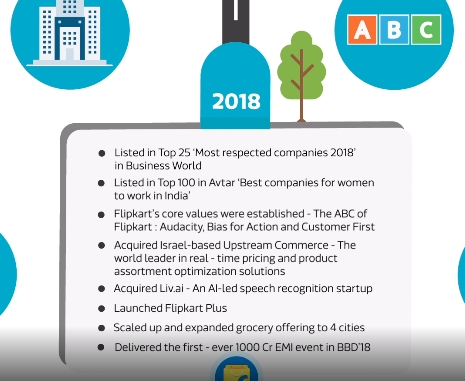 A B C
2018
Listed in Top 25 ‘Most respected companies 2018’
in Business World
Listed in Top 100 in Avtar ‘Best companies for women
to work in India’
Flipkart’s core values were established - The ABC of
Flipkart : Audacity, Bias for Action and Customer First
Acquired Israel-based Upstream Commerce - The
world leader in real - time pricing and product
assortment optimization solutions
Acquired Liv.ai - An AI-led speech recognition startup
Launched Flipkart Plus
Scaled up and expanded grocery offering to 4 cities
Delivered the first - ever 1000 Cr EMI event in BBD’18